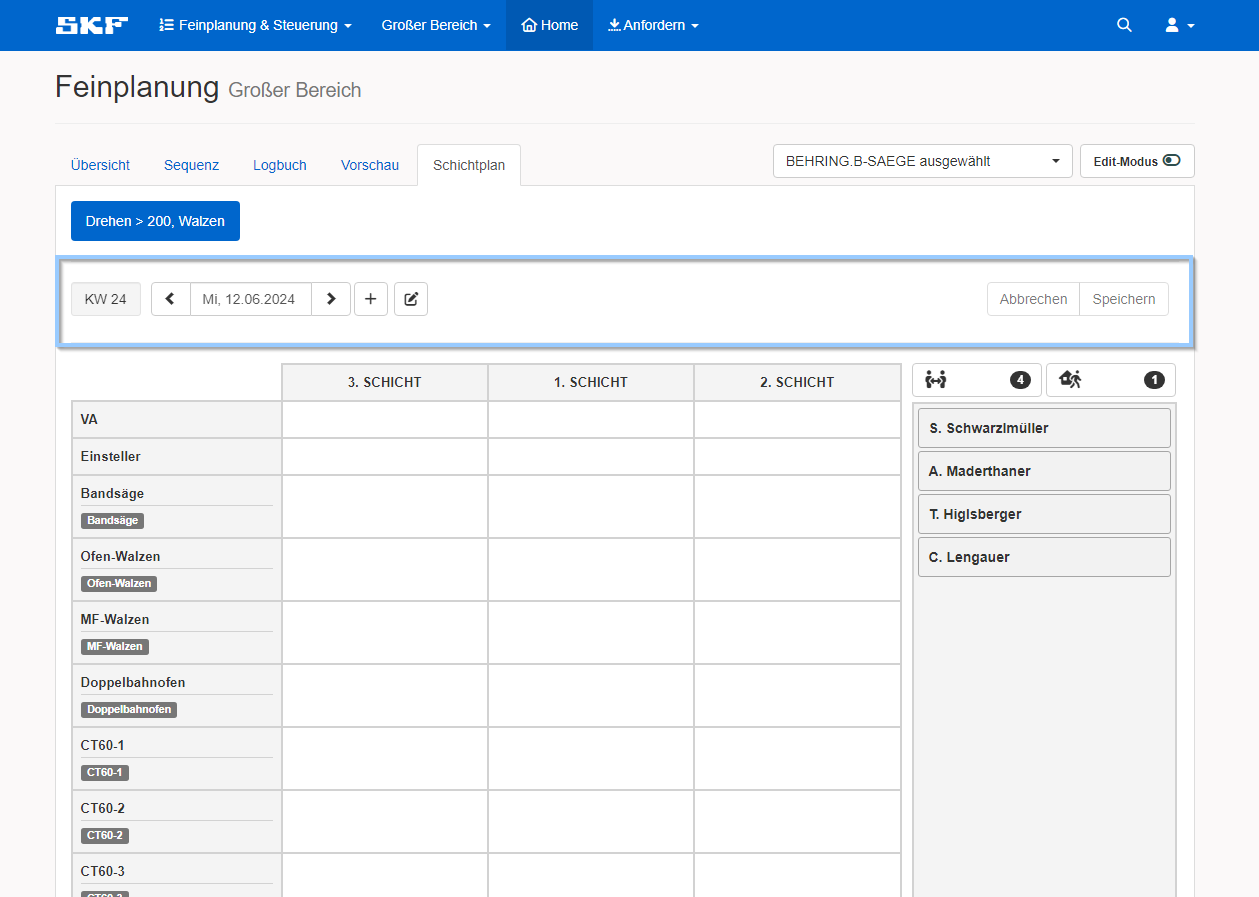 SKF Feinplanung & Steuerung Großer Bereich Home Anfordern
Feinplanung Großer Bereich
Übersicht Sequenz Logbuch Vorschau Schichtplan BEHRING.B-SAEGE ausgewählt Edit-Modus
Drehen > 200, Walzen
KW 24 Mi, 12.06.2024 Abbrechen Speichern
3. SCHICHT 1. SCHICHT 2. SCHICHT 4 1
VA
Einsteller
Bandsäge
Bandsäge
Ofen-Walzen
Ofen-Walzen
MF-Walzen
MF-Walzen
Doppelbahnofen
Doppelbahnofen
CT60-1
CT60-1
CT60-2
CT60-2
CT60-3
S. Schwarzlmüller
A. Maderthaner
T. Higlsberger
C. Lengauer